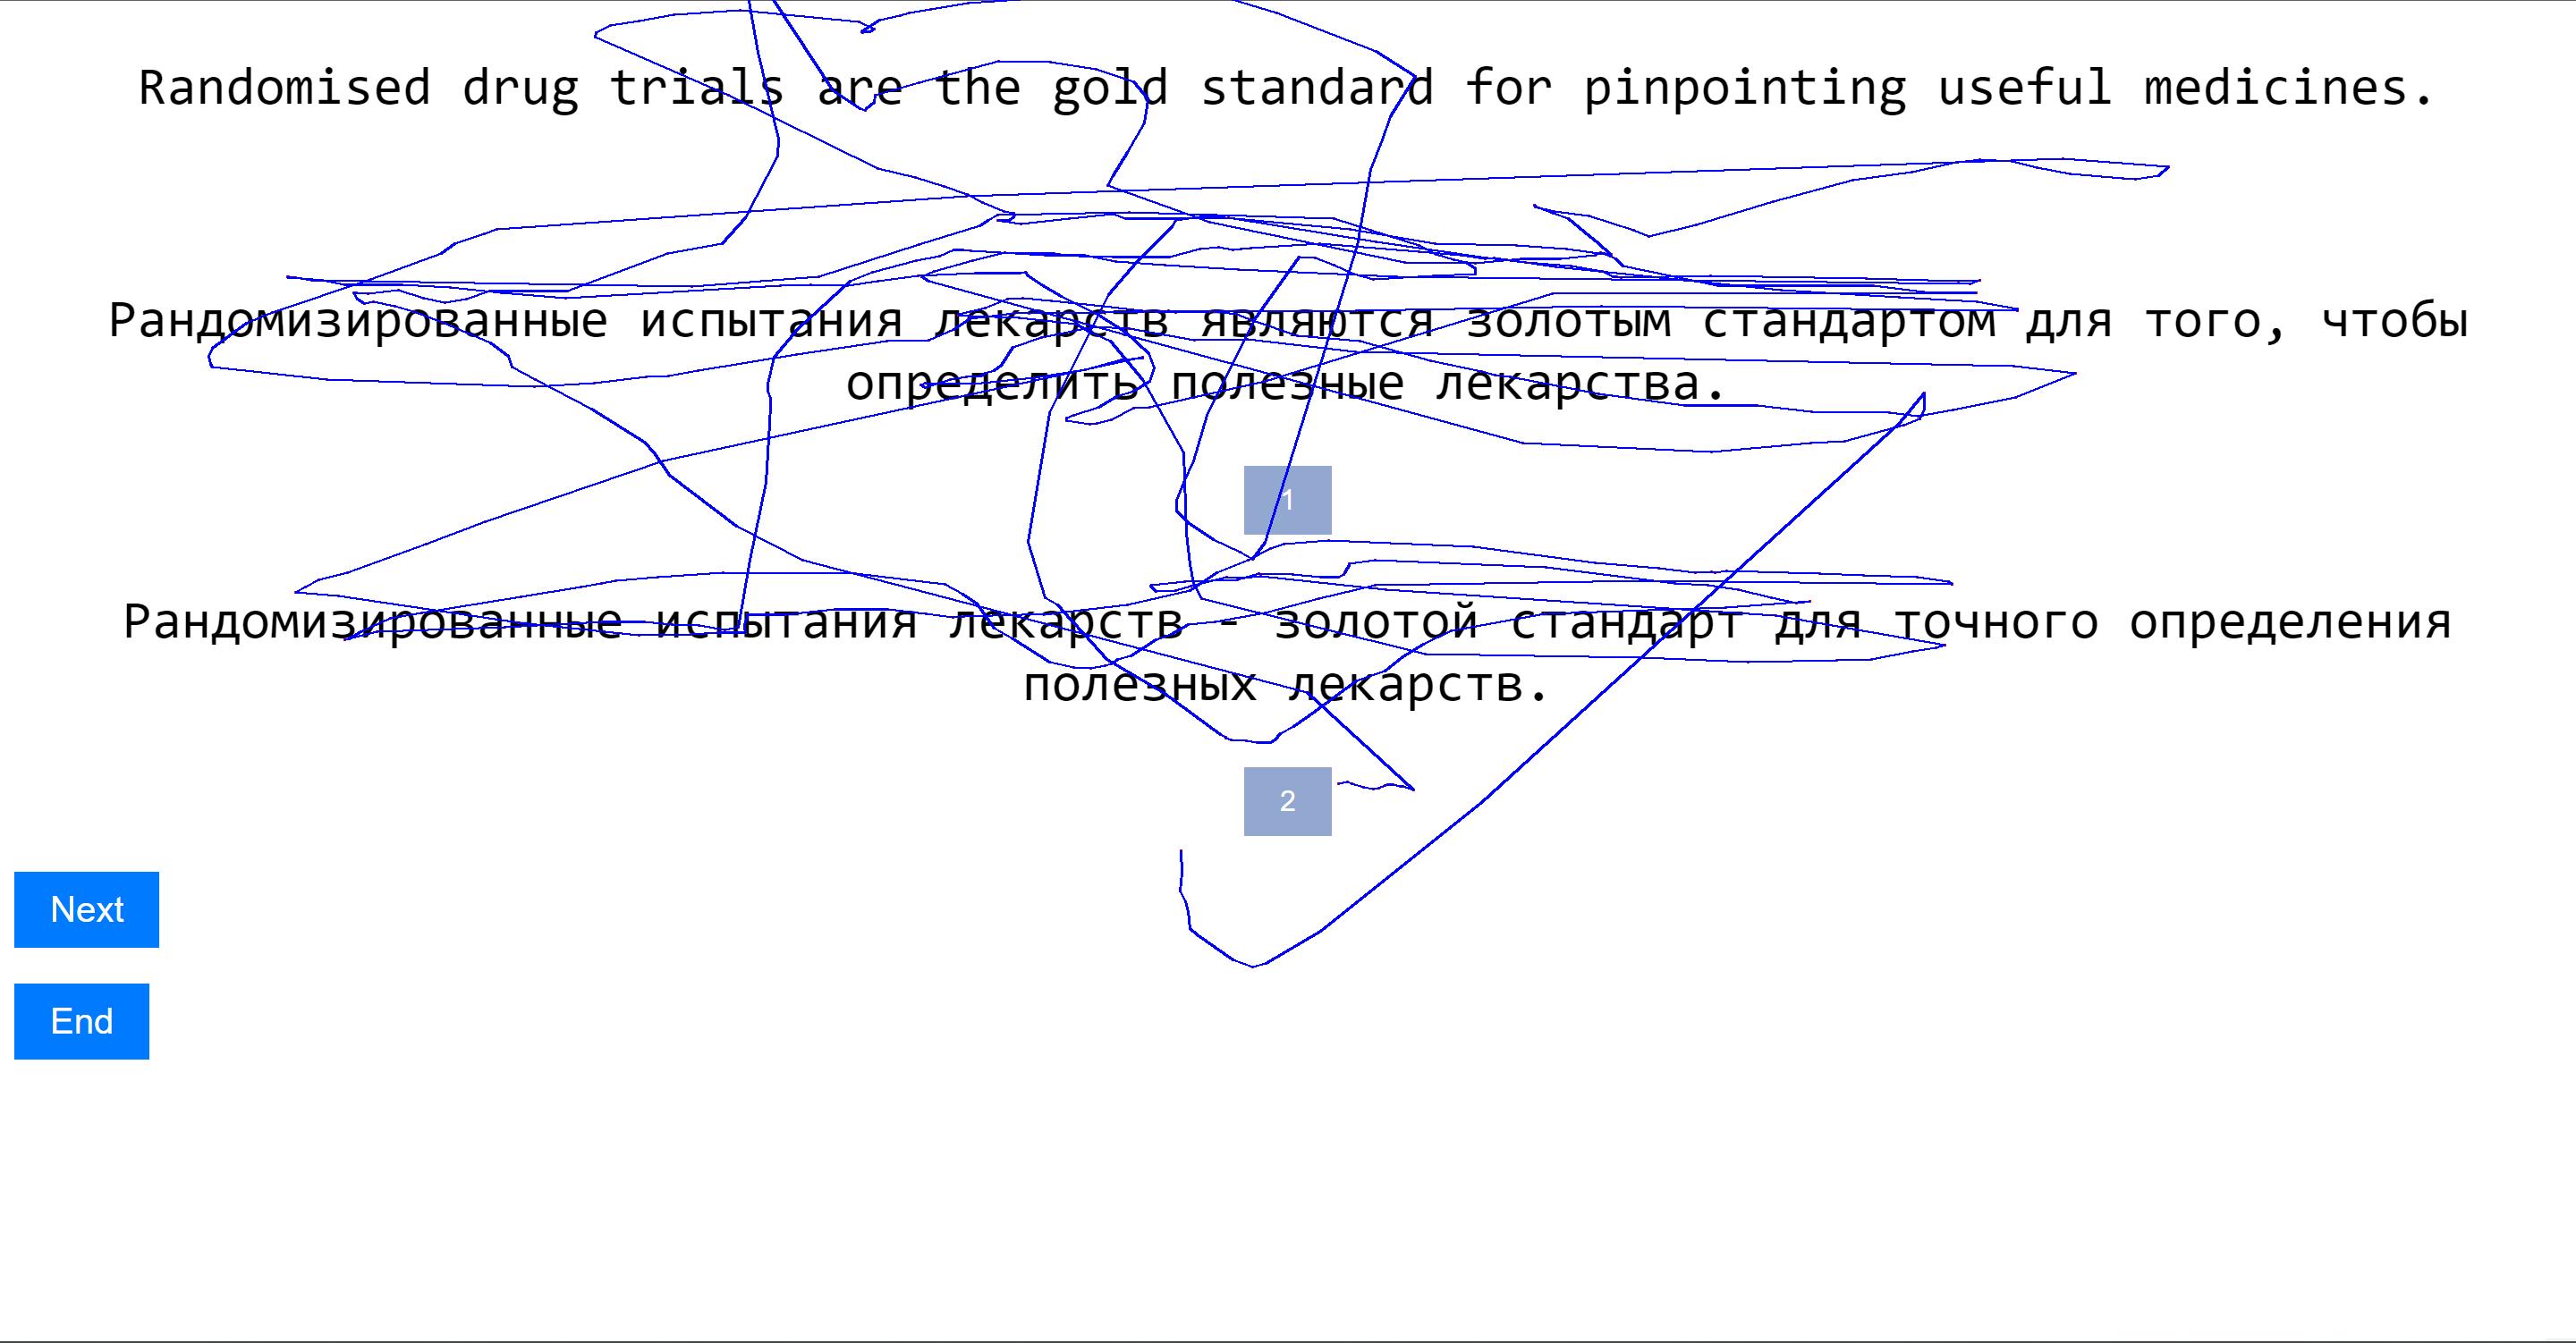 Randomised drug trials are the gold standard for pinpointing useful medicines.
Рандомизированные испытания лекарств являются золотым стандартом для того, чтобы
определить полезные лекарства.
1
Рандомизированные испытания лекарств - золотой стандарт для точного определения
полезных лекарств.
2
Next
End